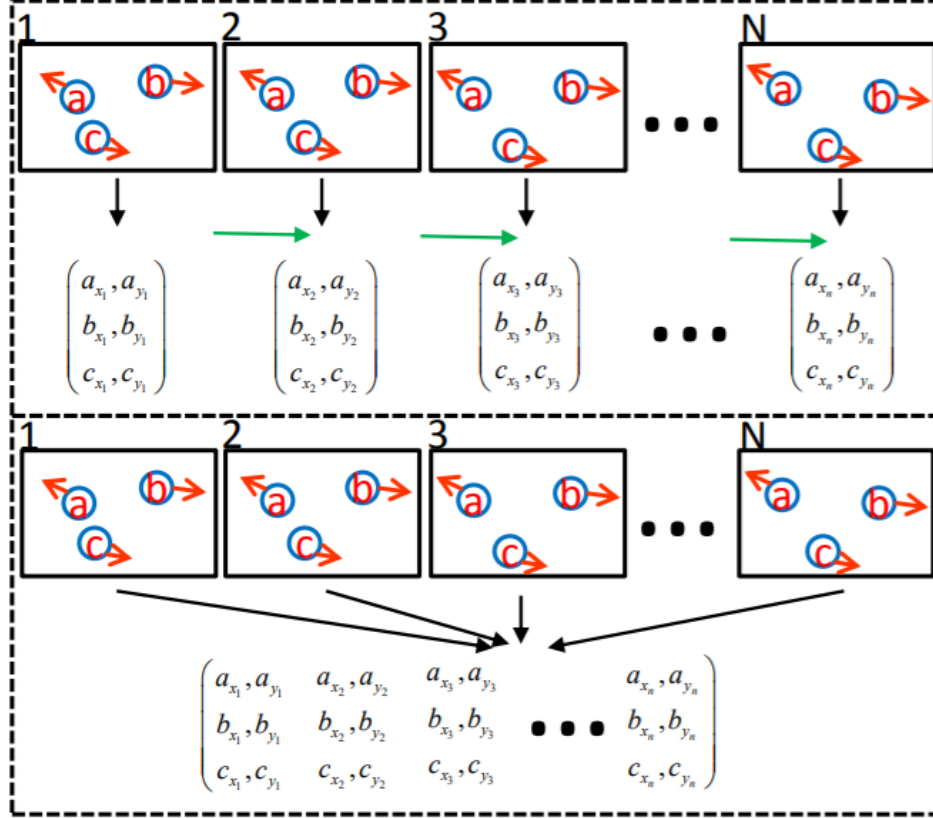 1 2 3 N
a b c a b c a b c ... a b c
(a_{x_1}, a_{y_1}) (a_{x_2}, a_{y_2}) (a_{x_3}, a_{y_3}) (a_{x_n}, a_{y_n})
(b_{x_1}, b_{y_1}) (b_{x_2}, b_{y_2}) (b_{x_3}, b_{y_3}) ... (b_{x_n}, b_{y_n})
(c_{x_1}, c_{y_1}) (c_{x_2}, c_{y_2}) (c_{x_3}, c_{y_3}) (c_{x_n}, c_{y_n})
1 2 3 N
a b c a b c a b c ... a b c
(a_{x_1}, a_{y_1} a_{x_2}, a_{y_2} a_{x_3}, a_{y_3} a_{x_n}, a_{y_n})
(b_{x_1}, b_{y_1} b_{x_2}, b_{y_2} b_{x_3}, b_{y_3} ... b_{x_n}, b_{y_n})
(c_{x_1}, c_{y_1} c_{x_2}, c_{y_2} c_{x_3}, c_{y_3} c_{x_n}, c_{y_n})